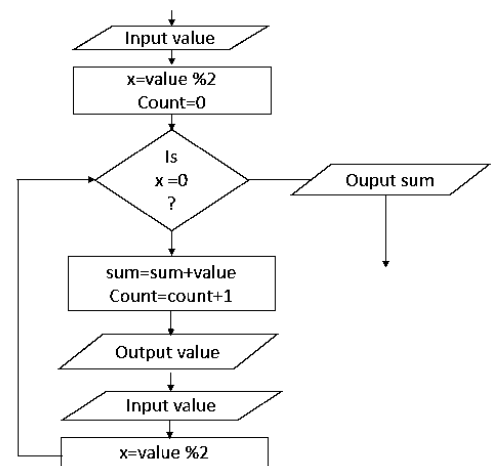 Input value
x=value %2
Count=0
Is
x =0
?
Ouput sum
sum=sum+value
Count=count+1
Output value
Input value
x=value %2